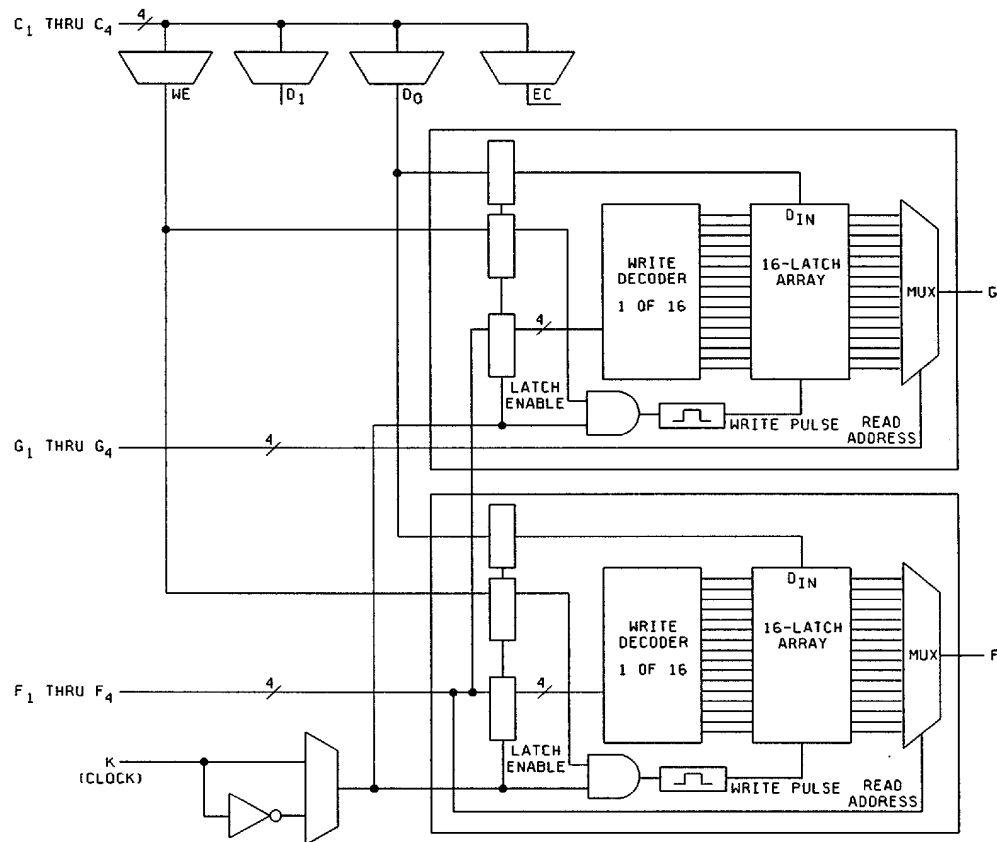 C1 THRU C4
4
WE
D1
D0
EC
DIN
WRITE
DECODER
1 OF 16
16-LATCH
ARRAY
MUX
G
4
LATCH
ENABLE
WRITE PULSE
READ
ADDRESS
G1 THRU G4
4
DIN
WRITE
DECODER
1 OF 16
16-LATCH
ARRAY
MUX
F
F1 THRU F4
4
4
LATCH
ENABLE
WRITE PULSE
READ
ADDRESS
K
(CLOCK)